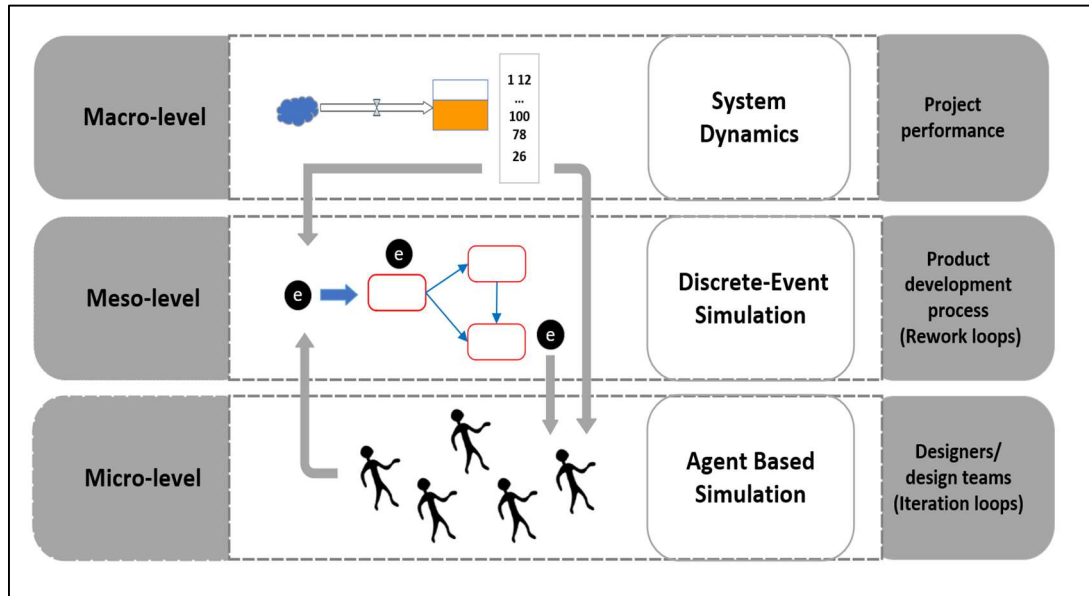 Macro-level
1 12
...
100
78
26
System
Dynamics
Project
performance
Meso-level
e
e
e
Discrete-Event
Simulation
Product
development
process
(Rework loops)
Micro-level
Agent Based
Simulation
Designers/
design teams
(Iteration loops)